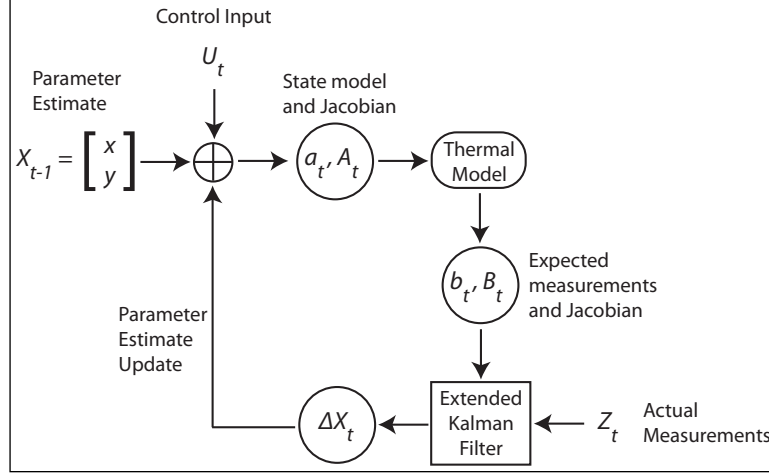 Control Input
U_t
Parameter
Estimate
X_{t-1} = [ x
y ]
State model
and Jacobian
a_t, A_t
Thermal
Model
b_t, B_t
Expected
measurements
and Jacobian
Parameter
Estimate
Update
ΔX_t
Extended
Kalman
Filter
Z_t
Actual
Measurements